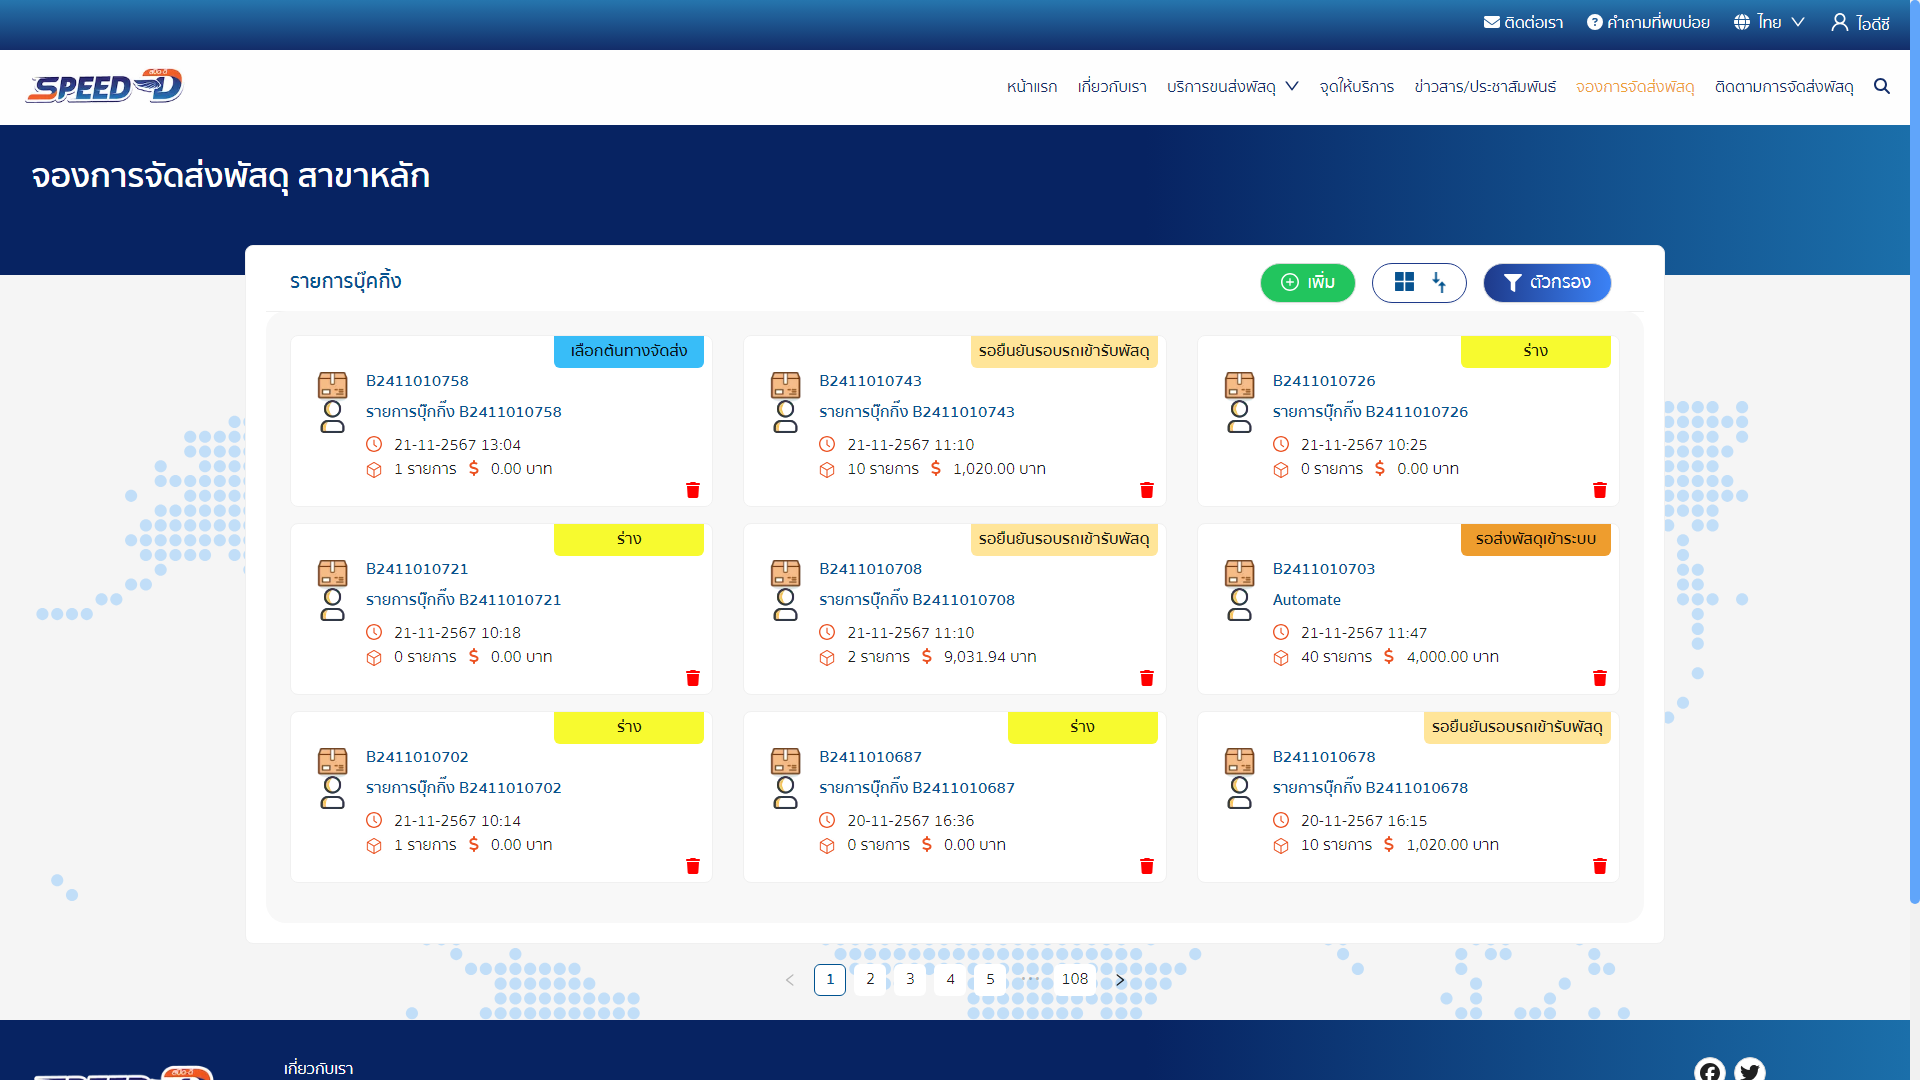 ติดต่อเรา คำถามที่พบบ่อย ไทย ไอดีซี
SPEED-D สปีด-ดี
หน้าแรก เกี่ยวกับเรา บริการขนส่งพัสดุ จุดให้บริการ ข่าวสาร/ประชาสัมพันธ์ จองการจัดส่งพัสดุ ติดตามการจัดส่งพัสดุ
จองการจัดส่งพัสดุ สาขาหลัก
รายการบุ๊คกิ้ง เพิ่ม ตัวกรอง
เลือกต้นทางจัดส่ง
B2411010758
รายการบุ๊กกิ้ง B2411010758
21-11-2567 13:04
1 รายการ $ 0.00 บาท
รอยืนยันรอบรถเข้ารับพัสดุ
B2411010743
รายการบุ๊กกิ้ง B2411010743
21-11-2567 11:10
10 รายการ $ 1,020.00 บาท
ร่าง
B2411010726
รายการบุ๊กกิ้ง B2411010726
21-11-2567 10:25
0 รายการ $ 0.00 บาท
ร่าง
B2411010721
รายการบุ๊กกิ้ง B2411010721
21-11-2567 10:18
0 รายการ $ 0.00 บาท
รอยืนยันรอบรถเข้ารับพัสดุ
B2411010708
รายการบุ๊กกิ้ง B2411010708
21-11-2567 11:10
2 รายการ $ 9,031.94 บาท
รอส่งพัสดุเข้าระบบ
B2411010703
Automate
21-11-2567 11:47
40 รายการ $ 4,000.00 บาท
ร่าง
B2411010702
รายการบุ๊กกิ้ง B2411010702
21-11-2567 10:14
1 รายการ $ 0.00 บาท
ร่าง
B2411010687
รายการบุ๊กกิ้ง B2411010687
20-11-2567 16:36
0 รายการ $ 0.00 บาท
รอยืนยันรอบรถเข้ารับพัสดุ
B2411010678
รายการบุ๊กกิ้ง B2411010678
20-11-2567 16:15
10 รายการ $ 1,020.00 บาท
< 1 2 3 4 5 ••• 108 >
เกี่ยวกับเรา